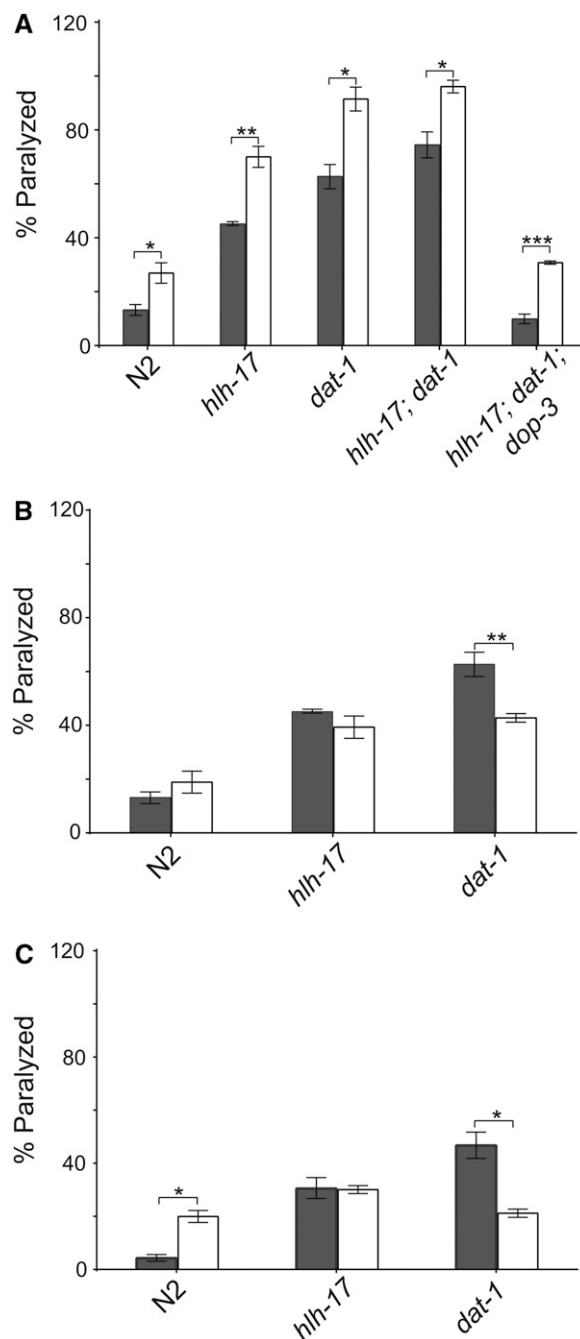 A
% Paralyzed
120
80
40
0
*
**
*
*
***
N2
hlh-17
dat-1
hlh-17; dat-1
hlh-17; dat-1;
dop-3
B
% Paralyzed
120
80
40
0
**
N2
hlh-17
dat-1
C
% Paralyzed
120
80
40
0
*
*
N2
hlh-17
dat-1